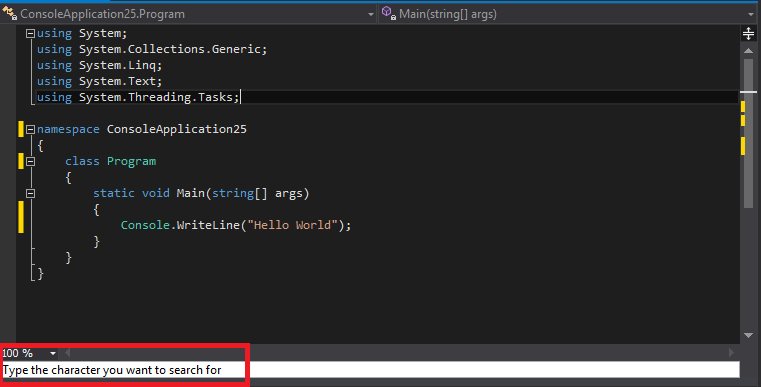 ConsoleApplication25.Program
Main(string[] args)
using System;
using System.Collections.Generic;
using System.Linq;
using System.Text;
using System.Threading.Tasks;
namespace ConsoleApplication25
{
class Program
{
static void Main(string[] args)
{
Console.WriteLine("Hello World");
}
}
}
100 %
Type the character you want to search for